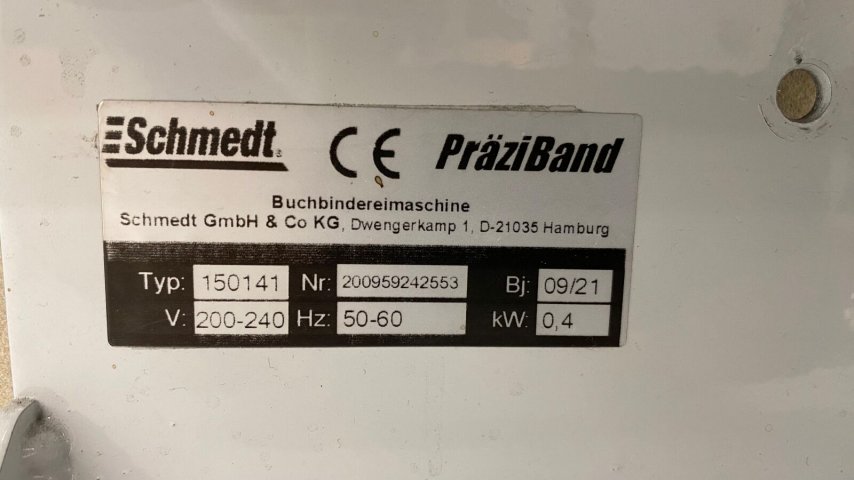 Schmedt CE PräziBand
Buchbindereimaschine
Schmedt GmbH & Co KG, Dwengerkamp 1, D-21035 Hamburg
Typ: 150141 Nr: 200959242553 Bj: 09/21
V: 200-240 Hz: 50-60 kW: 0,4